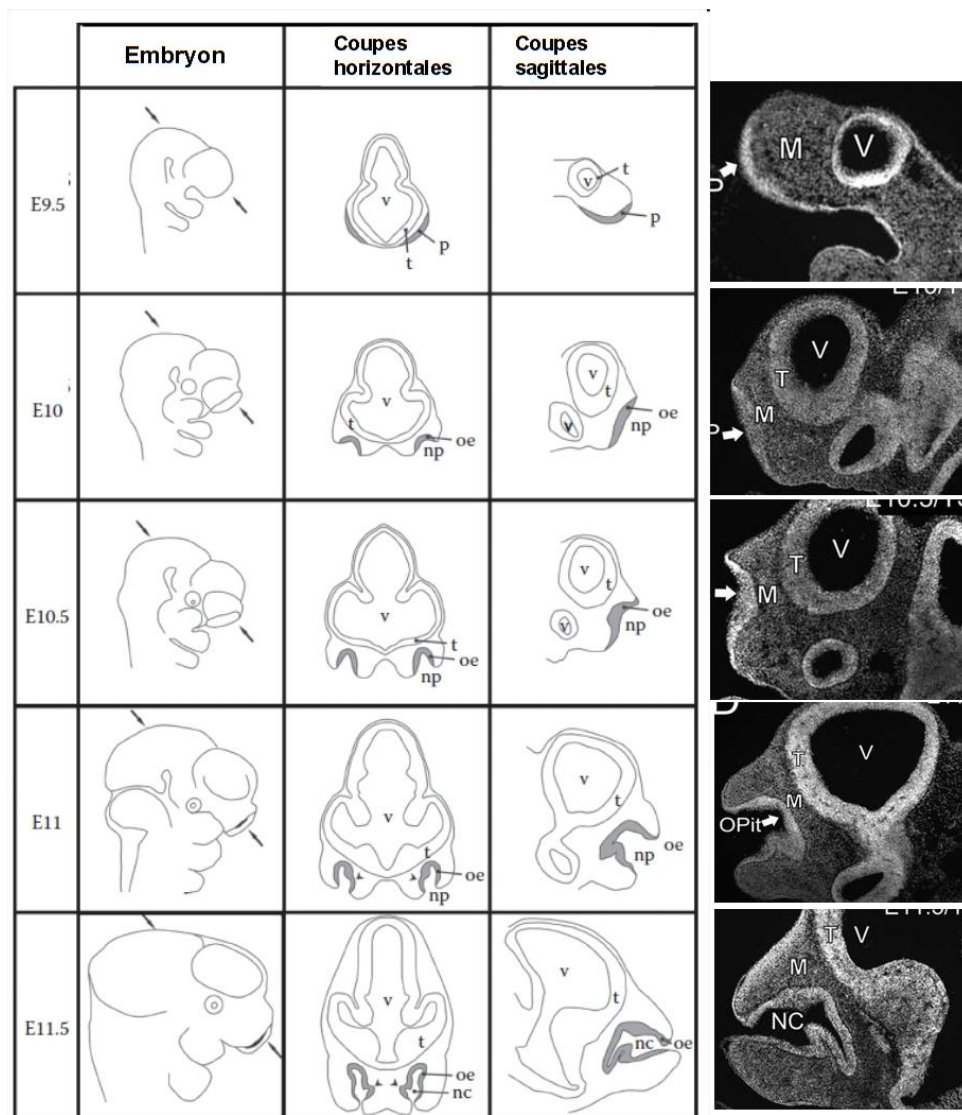 Embryon
Coupes
horizontales
Coupes
sagittales
E9.5
v
p
t
v
t
p
M
V
E10
v
t
oe
np
v
t
v
oe
np
V
T
M
E10.5
v
t
oe
np
v
t
v
oe
np
V
T
M
E11
v
t
oe
np
v
t
oe
np
T
V
M
OPit
E11.5
v
t
oe
nc
v
t
nc
oe
T
V
M
NC